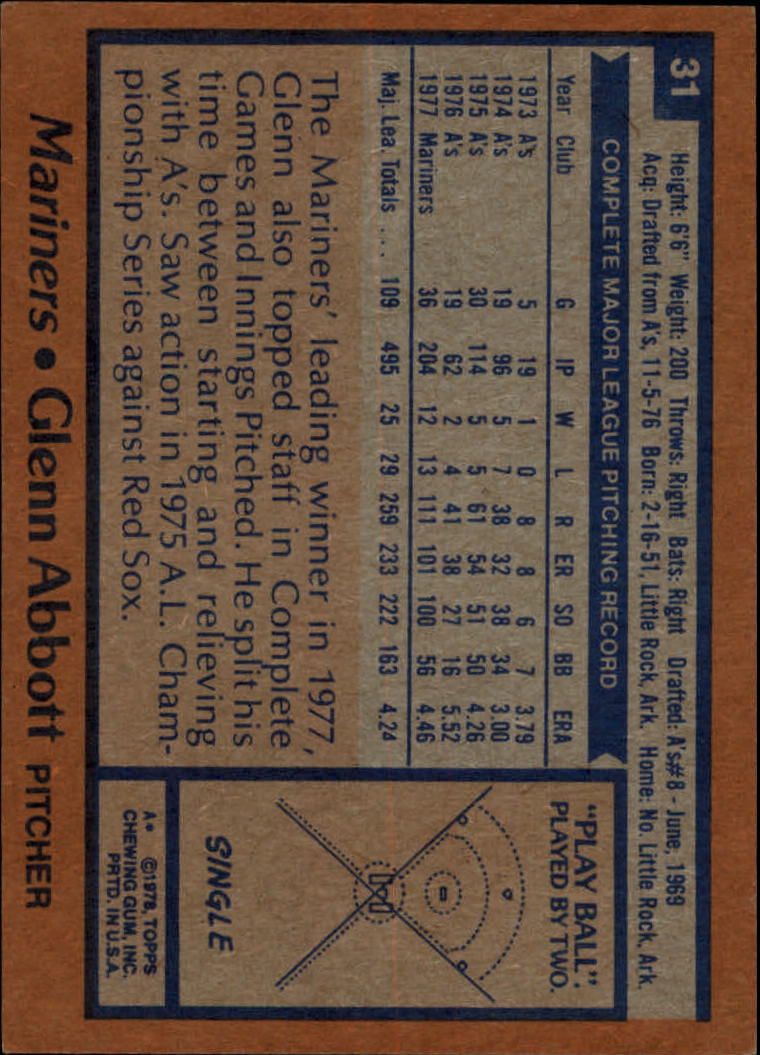 31
Height: 6'6" Weight: 200 Throws: Right Bats: Right Drafted: A's#8 - June, 1969
Acq: Drafted from A's, 11-5-76 Born: 2-16-51, Little Rock, Ark. Home: No. Little Rock, Ark.
COMPLETE MAJOR LEAGUE PITCHING RECORD
Year Club G IP W L R ER SO BB ERA
1973 A's 5 19 1 0 8 8 6 7 3.79
1974 A's 19 96 5 7 38 32 38 34 3.00
1975 A's 30 114 5 5 61 54 51 50 4.26
1976 A's 19 62 2 4 41 38 27 16 5.52
1977 Mariners 36 204 12 13 111 101 100 56 4.46
Maj. Lea. Totals .... 109 495 25 29 259 233 222 163 4.24
The Mariners' leading winner in 1977,
Glenn also topped staff in Complete
Games and Innings Pitched. He split his
time between starting and relieving
with A's. Saw action in 1975 A.L. Cham-
pionship Series against Red Sox.
"PLAY BALL"
PLAYED BY TWO.
SINGLE
A* ©1978, TOPPS
CHEWING GUM, INC.
PRTD. IN U.S.A.
Mariners • Glenn Abbott PITCHER